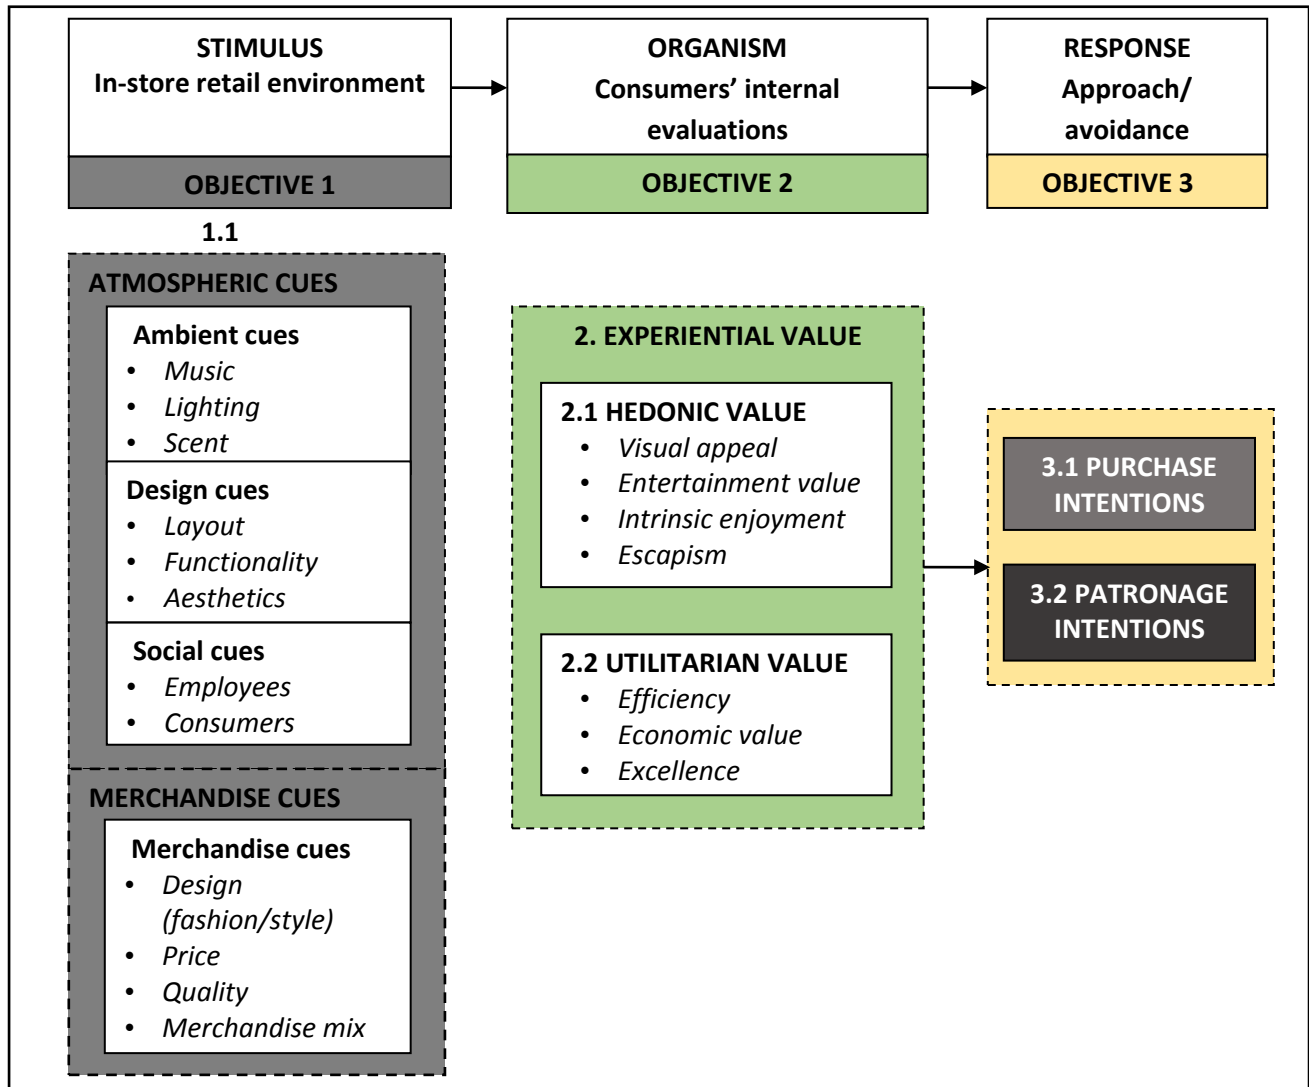 STIMULUS
In-store retail environment
OBJECTIVE 1
ORGANISM
Consumers’ internal
evaluations
OBJECTIVE 2
RESPONSE
Approach/
avoidance
OBJECTIVE 3
1.1
ATMOSPHERIC CUES
Ambient cues
• Music
• Lighting
• Scent
Design cues
• Layout
• Functionality
• Aesthetics
Social cues
• Employees
• Consumers
MERCHANDISE CUES
Merchandise cues
• Design
(fashion/style)
• Price
• Quality
• Merchandise mix
2. EXPERIENTIAL VALUE
2.1 HEDONIC VALUE
• Visual appeal
• Entertainment value
• Intrinsic enjoyment
• Escapism
2.2 UTILITARIAN VALUE
• Efficiency
• Economic value
• Excellence
3.1 PURCHASE
INTENTIONS
3.2 PATRONAGE
INTENTIONS